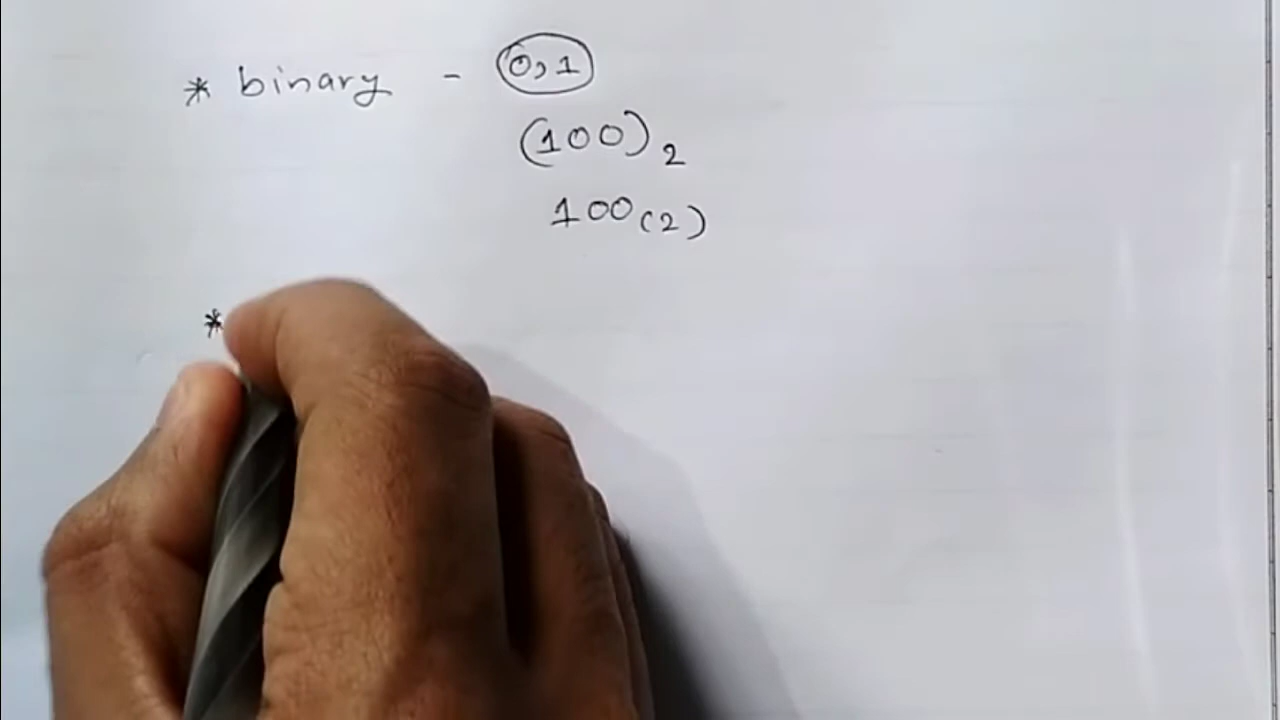 * binary - 0,1
(100)₂
100(2)
*